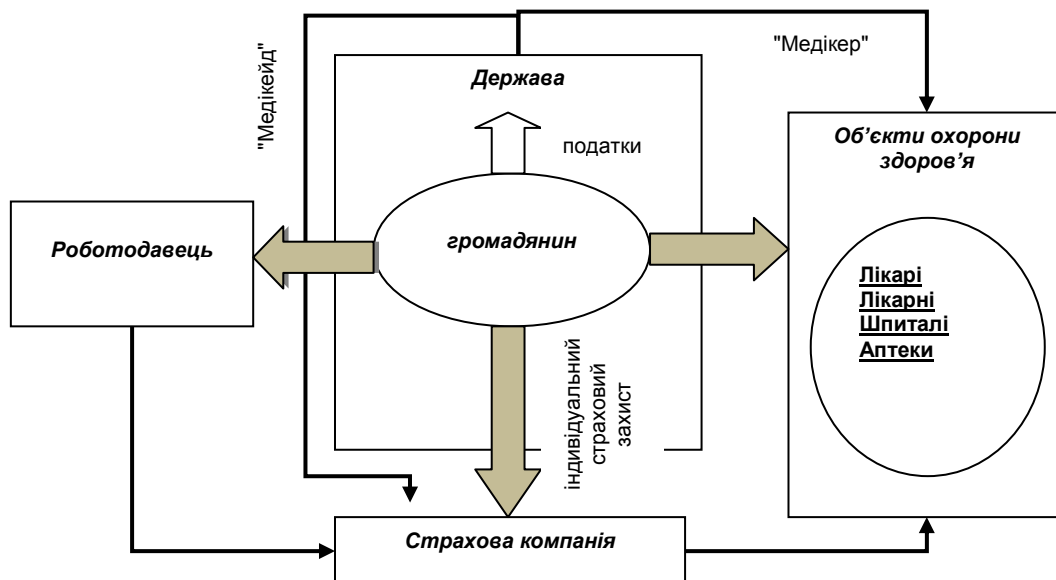 "Медікейд"
"Медікер"
Держава
податки
Об’єкти охорони
здоров’я
Роботодавець
громадянин
Лікарі
Лікарні
Шпиталі
Аптеки
індивідуальний
страховий
захист
Страхова компанія